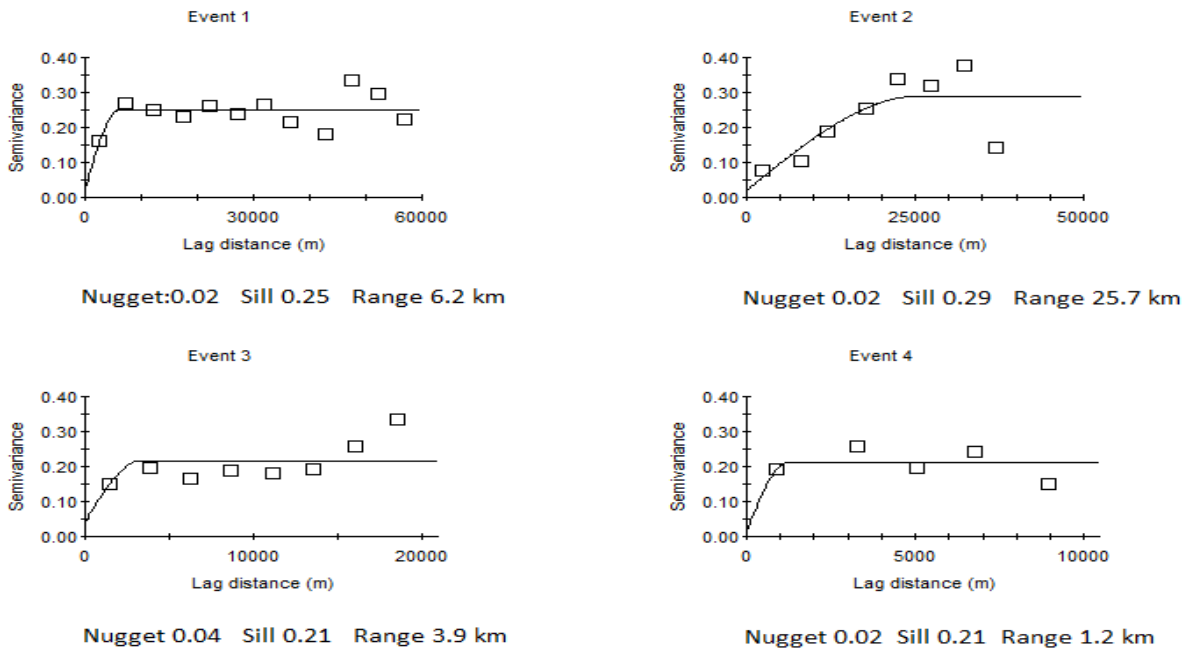 Event 1
0.40
0.30
0.20
0.10
0.00
Semivariance
0 30000 60000
Lag distance (m)
Nugget:0.02 Sill 0.25 Range 6.2 km
Event 2
0.40
0.30
0.20
0.10
0.00
Semivariance
0 25000 50000
Lag distance (m)
Nugget 0.02 Sill 0.29 Range 25.7 km
Event 3
0.40
0.30
0.20
0.10
0.00
Semivariance
0 10000 20000
Lag distance (m)
Nugget 0.04 Sill 0.21 Range 3.9 km
Event 4
0.40
0.30
0.20
0.10
0.00
Semivariance
0 5000 10000
Lag distance (m)
Nugget 0.02 Sill 0.21 Range 1.2 km